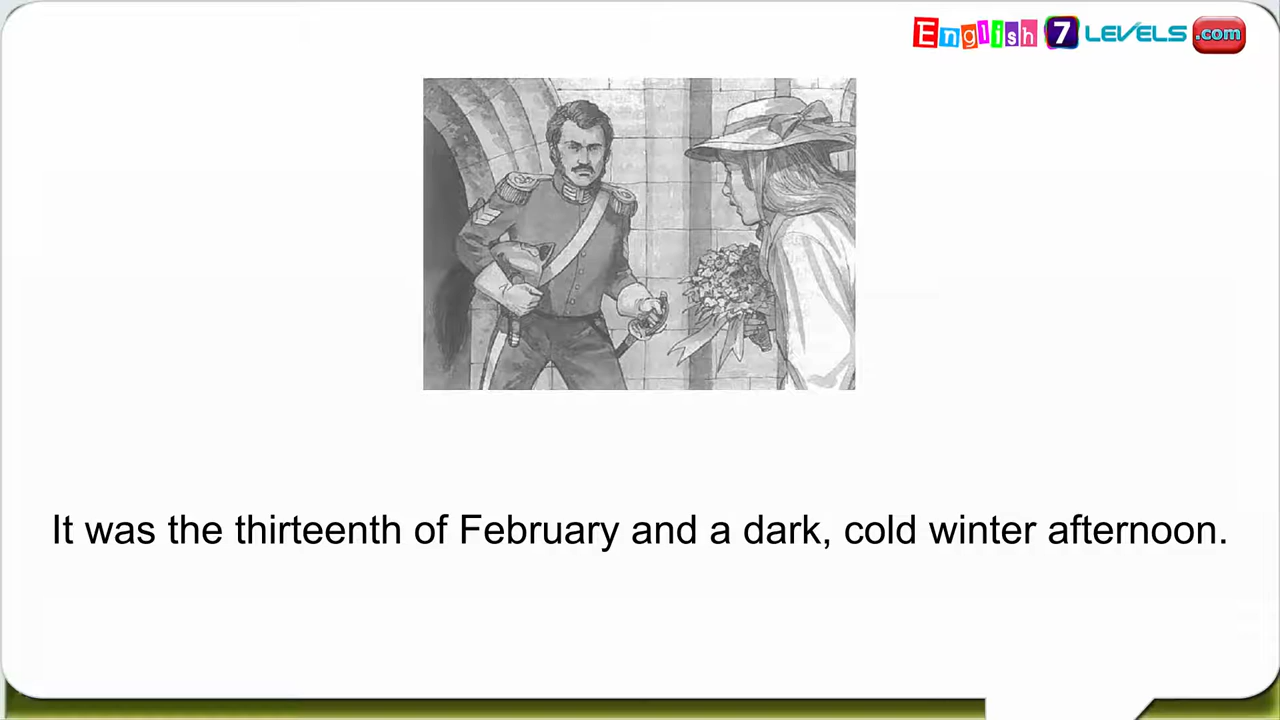 English 7 LEVELS .com
It was the thirteenth of February and a dark, cold winter afternoon.